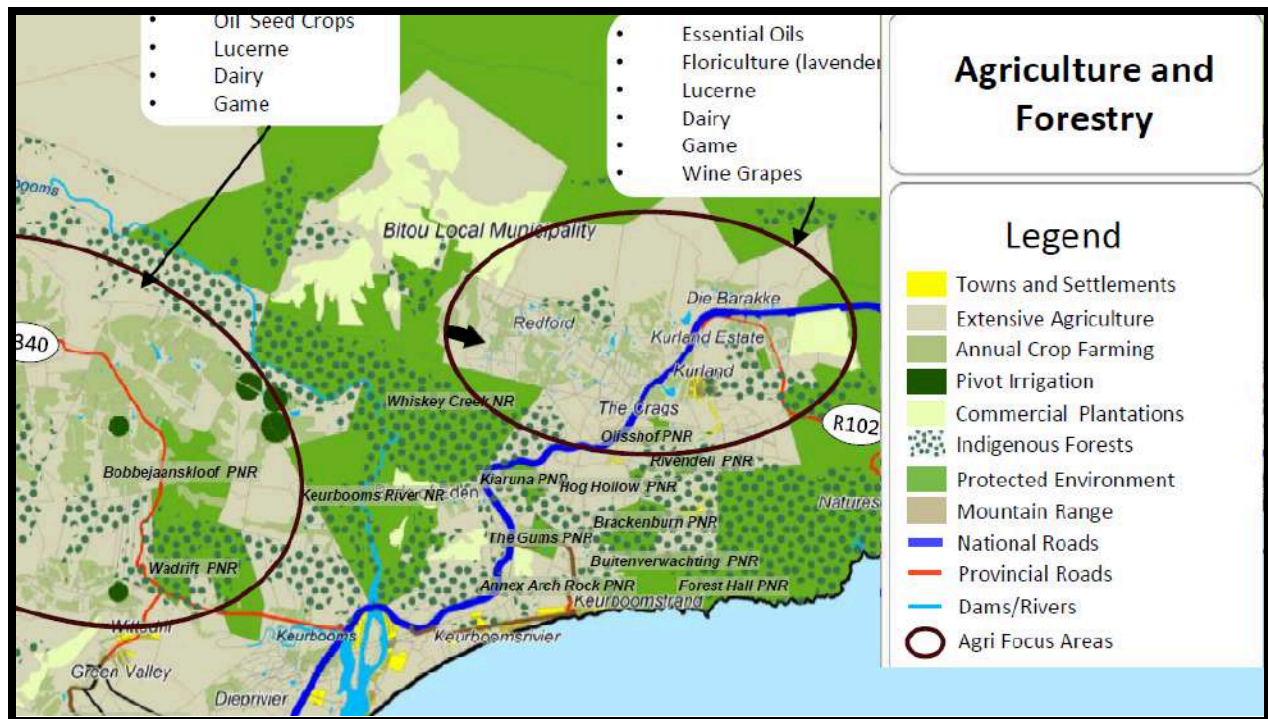 • Oil Seed Crops
• Lucerne
• Dairy
• Game
• Essential Oils
• Floriculture (lavender
• Lucerne
• Dairy
• Game
• Wine Grapes
Agriculture and
Forestry
Legend
Towns and Settlements
Extensive Agriculture
Annual Crop Farming
Pivot Irrigation
Commercial Plantations
Indigenous Forests
Protected Environment
Mountain Range
National Roads
Provincial Roads
Dams/Rivers
Agri Focus Areas
Bitou Local Municipality
Die Barakke
Redford
Kurland Estate
340
Kurland
Whiskey Creek NR
The Crags
R102
Olisshof PNR
Rivendell PNR
Bobbejaanskloof PNR
Kiaruna PNR
Hog Hollow PNR
Keurbooms River NR
Natures
Brackenburn PNR
The Gums PNR
Buitenverwachting PNR
Wadrift PNR
Annex Arch Rock PNR
Forest Hall PNR
Keurboomstrand
Wittedrif
Keurbooms
Keurboomsrivier
Green Valley
Dieprivier